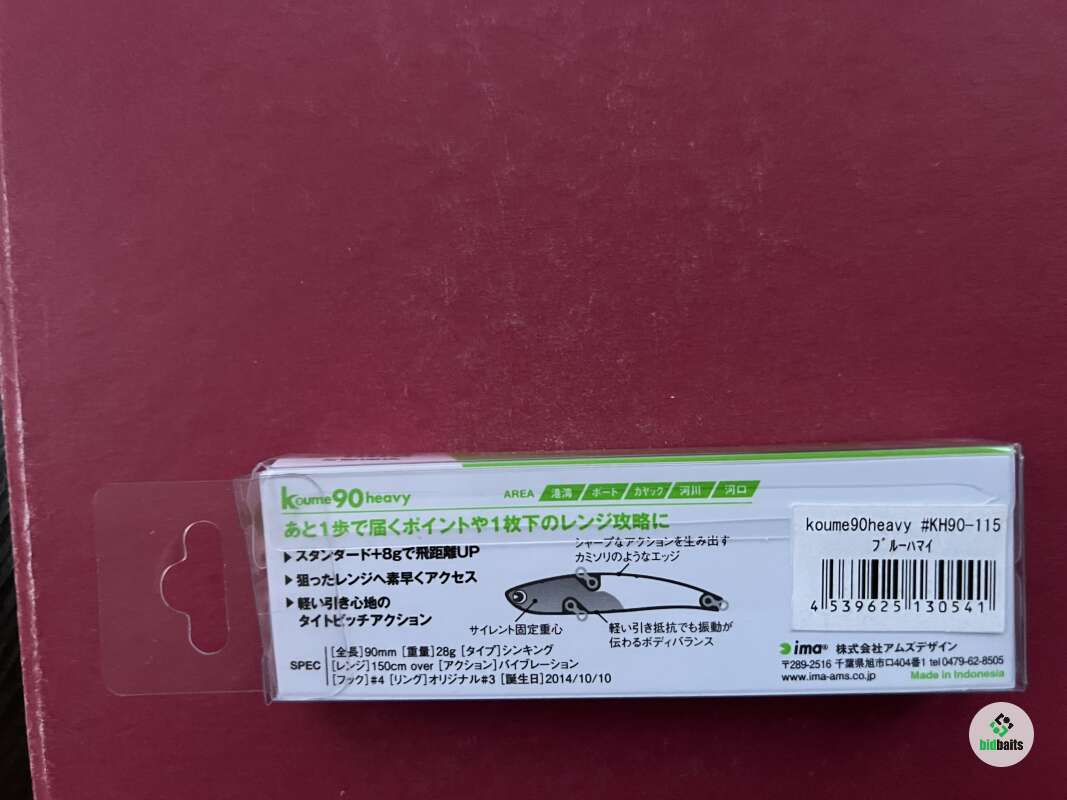 koume90heavy
AREA 港湾 ボート カヤック 河川 河口
あと1歩で届くポイントや1枚下のレンジ攻略に
▶スタンダード+8gで飛距離UP
▶狙ったレンジへ素早くアクセス
▶軽い引き心地の
タイトピッチアクション
シャープなアクションを生み出す
カミソリのようなエッジ
サイレント固定重心
軽い引き抵抗でも振動が
伝わるボディバランス
SPEC
[全長]90mm [重量]28g [タイプ]シンキング
[レンジ]150cm over [アクション]バイブレーション
[フック]#4 [リング]オリジナル#3 [誕生日]2014/10/10
koume90heavy #KH90-115
ﾌﾞﾙｰﾊﾏｲ
4 539625 130541
ima® 株式会社アムズデザイン
〒289-2516 千葉県旭市ロ404番1 tel 0479-62-8505
www.ima-ams.co.jp Made in Indonesia
bidbaits